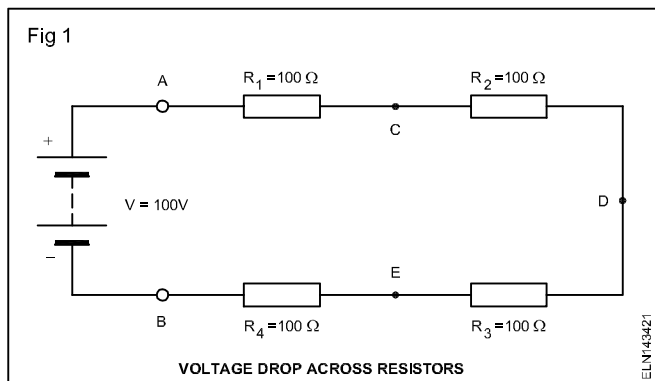 Fig 1
A
R1 = 100 Ω
R2 = 100 Ω
C
+
V = 100V
D
–
E
B
R4 = 100 Ω
R3 = 100 Ω
VOLTAGE DROP ACROSS RESISTORS
ELN143421